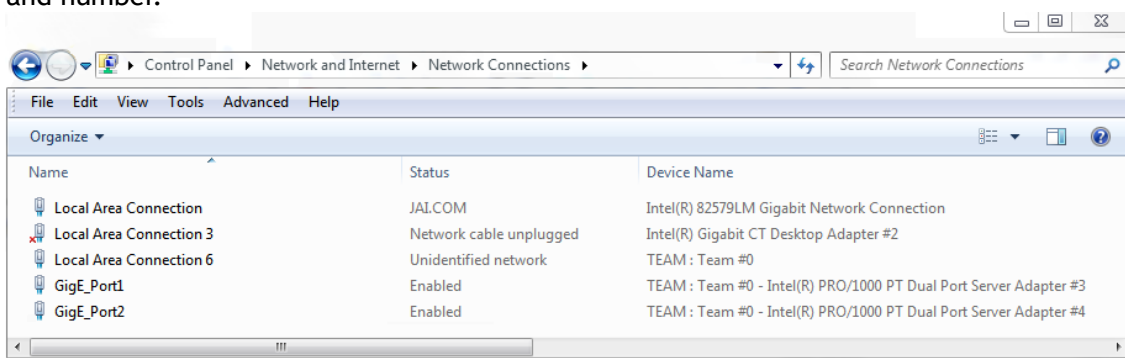 and number.
Control Panel Network and Internet Network Connections Search Network Connections
File Edit View Tools Advanced Help
Organize
Name Status Device Name
Local Area Connection JAI.COM Intel(R) 82579LM Gigabit Network Connection
Local Area Connection 3 Network cable unplugged Intel(R) Gigabit CT Desktop Adapter #2
Local Area Connection 6 Unidentified network TEAM : Team #0
GigE_Port1 Enabled TEAM : Team #0 - Intel(R) PRO/1000 PT Dual Port Server Adapter #3
GigE_Port2 Enabled TEAM : Team #0 - Intel(R) PRO/1000 PT Dual Port Server Adapter #4